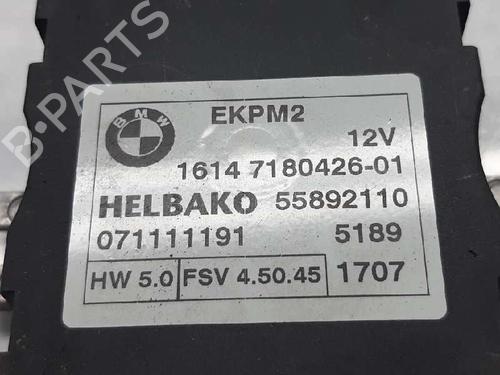 BMW
EKPM2
12V
1614 7180426-01
HELBAKO 55892110
071111191 5189
HW 5.0 FSV 4.50.45 1707
B-PARTS